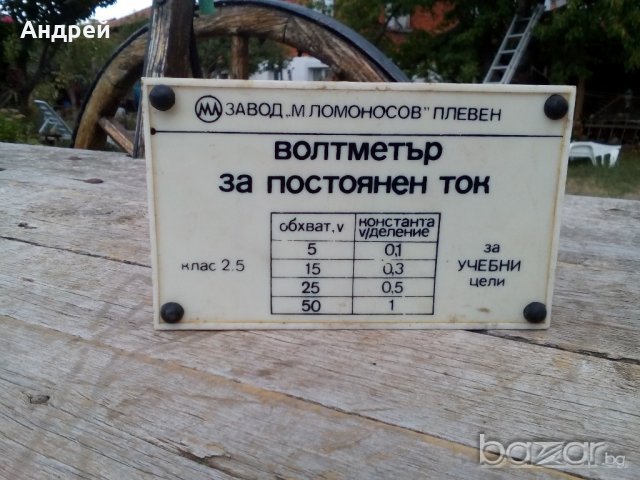 Андрей
ЗАВОД „М ЛОМОНОСОВ" ПЛЕВЕН
ВОЛТМЕТЪР
ЗА ПОСТОЯНЕН ТОК
обхват, v константа v/деление
5 0,1
15 0,3
25 0,5
50 1
клас 2.5
за
УЧЕБНИ
цели
bazar.bg